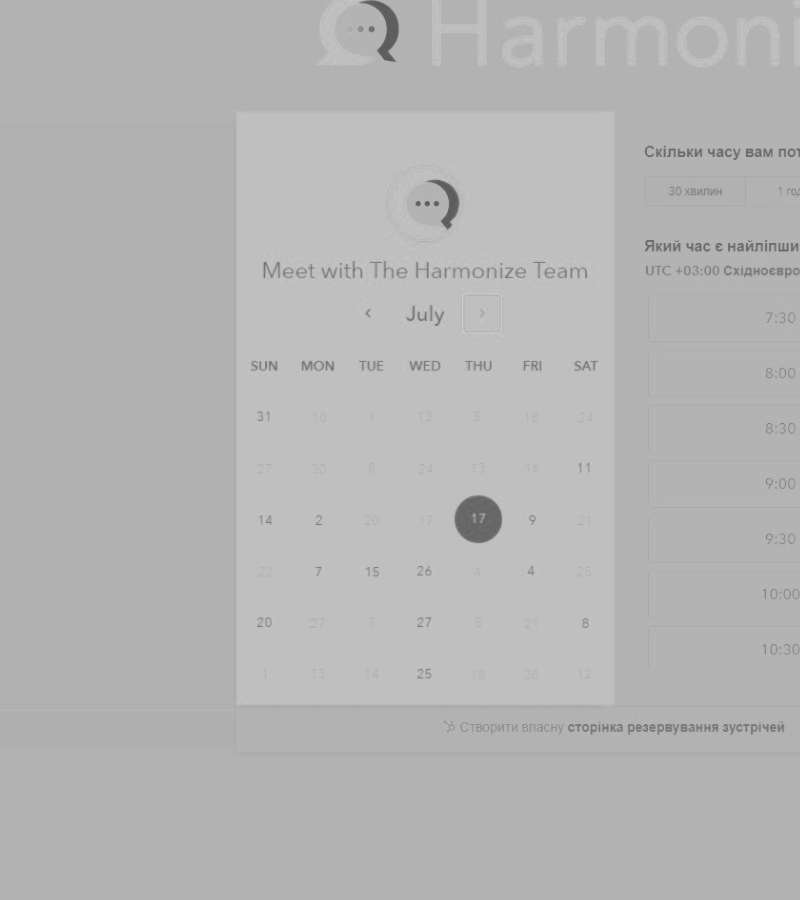 Harmoni
Meet with The Harmonize Team
July
SUN MON TUE WED THU FRI SAT
31 10 1 13 5 18 24
27 30 8 24 13 16 11
14 2 20 17 17 9 21
22 7 15 26 4 4 25
20 27 7 27 8 21 8
1 13 14 25 18 28 12
Скільки часу вам пот
30 хвилин 1 год
Який час є найліпши
UTC +03:00 Східноєвро
7:30
8:00
8:30
9:00
9:30
10:00
10:30
Створити власну сторінка резервування зустрічей